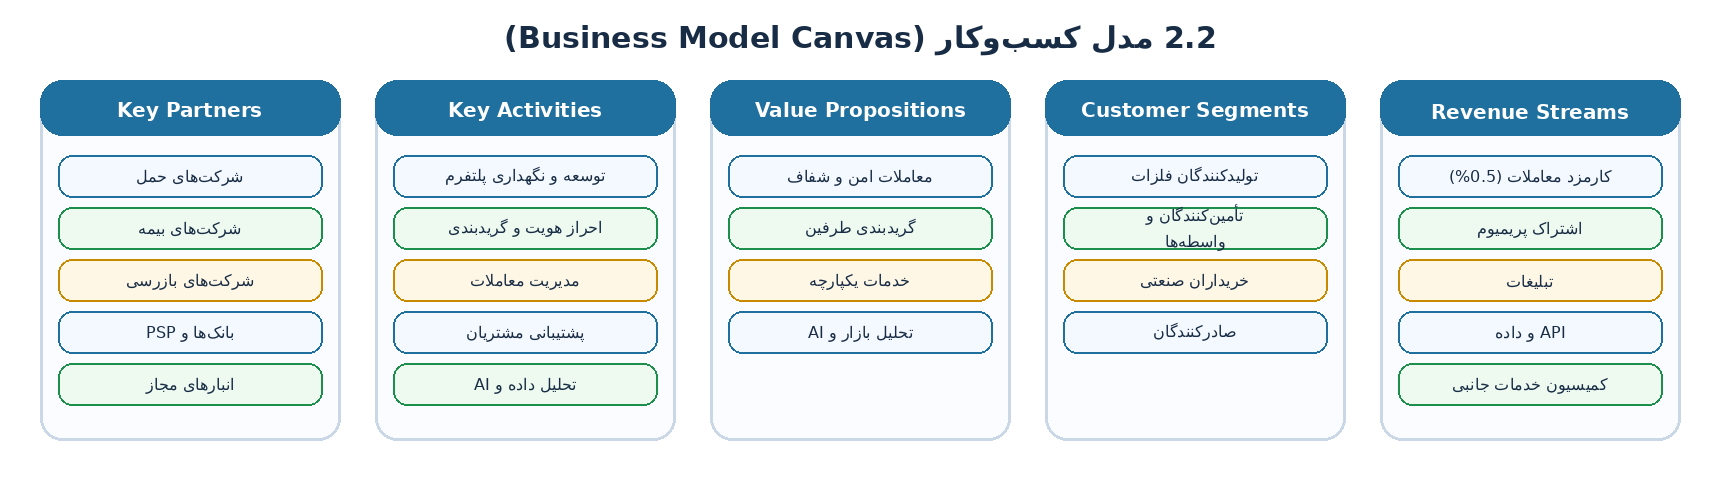 2.2 مدل کسب‌وکار (Business Model Canvas)
Key Partners
شرکت‌های حمل
شرکت‌های بیمه
شرکت‌های بازرسی
بانک‌ها و PSP
انبارهای مجاز
Key Activities
توسعه و نگهداری پلتفرم
احراز هویت و گریدبندی
مدیریت معاملات
پشتیبانی مشتریان
تحلیل داده و AI
Value Propositions
معاملات امن و شفاف
گریدبندی طرفین
خدمات یکپارچه
تحلیل بازار و AI
Customer Segments
تولیدکنندگان فلزات
تأمین‌کنندگان و
واسطه‌ها
خریداران صنعتی
صادرکنندگان
Revenue Streams
کارمزد معاملات (0.5%)
اشتراک پریمیوم
تبلیغات
API و داده
کمیسیون خدمات جانبی